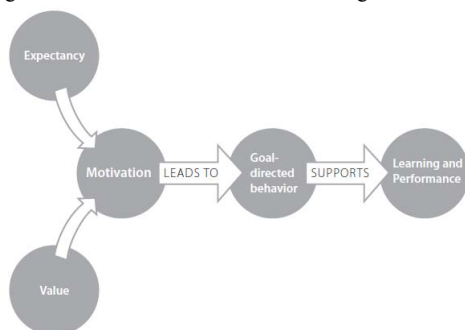 Expectancy
Motivation
LEADS TO
Goal-
directed
behavior
SUPPORTS
Learning and
Performance
Value